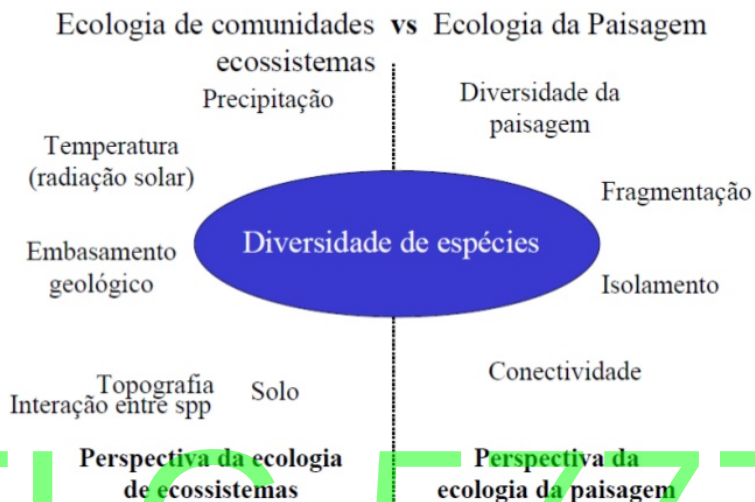 Ecologia de comunidades vs Ecologia da Paisagem
ecossistemas
Precipitação
Diversidade da
paisagem
Temperatura
(radiação solar)
Fragmentação
Diversidade de espécies
Embasamento
geológico
Isolamento
Conectividade
Topografia
Interação entre spp
Solo
Perspectiva da ecologia
de ecossistemas
Perspectiva da
ecologia da paisagem